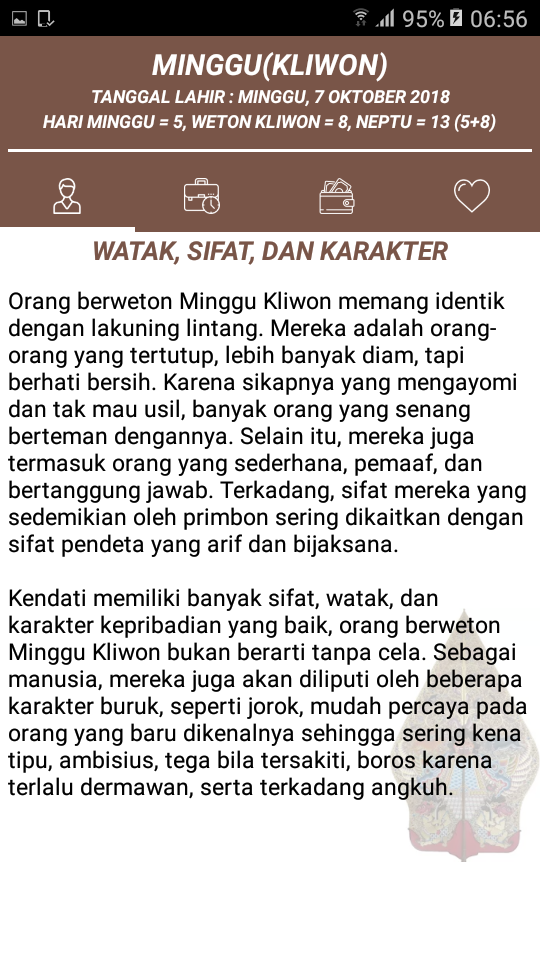 95% 06:56
MINGGU(KLIWON)
TANGGAL LAHIR : MINGGU, 7 OKTOBER 2018
HARI MINGGU = 5, WETON KLIWON = 8, NEPTU = 13 (5+8)
WATAK, SIFAT, DAN KARAKTER
Orang berweton Minggu Kliwon memang identik
dengan lakuning lintang. Mereka adalah orang-
orang yang tertutup, lebih banyak diam, tapi
berhati bersih. Karena sikapnya yang mengayomi
dan tak mau usil, banyak orang yang senang
berteman dengannya. Selain itu, mereka juga
termasuk orang yang sederhana, pemaaf, dan
bertanggung jawab. Terkadang, sifat mereka yang
sedemikian oleh primbon sering dikaitkan dengan
sifat pendeta yang arif dan bijaksana.
Kendati memiliki banyak sifat, watak, dan
karakter kepribadian yang baik, orang berweton
Minggu Kliwon bukan berarti tanpa cela. Sebagai
manusia, mereka juga akan diliputi oleh beberapa
karakter buruk, seperti jorok, mudah percaya pada
orang yang baru dikenalnya sehingga sering kena
tipu, ambisius, tega bila tersakiti, boros karena
terlalu dermawan, serta terkadang angkuh.